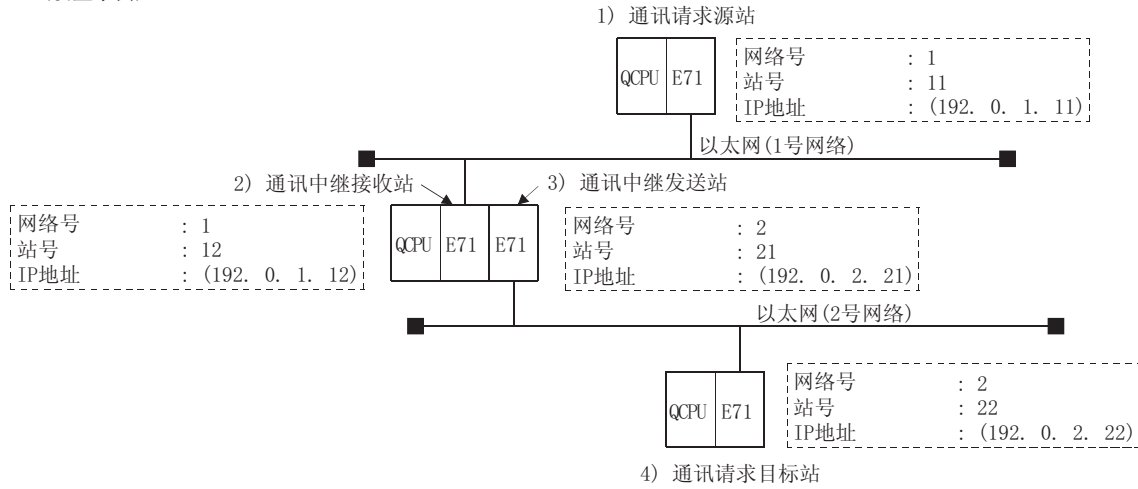 1) 通讯请求源站
QCPU E71
网络号 : 1
站号 : 11
IP地址 : (192. 0. 1. 11)
以太网(1号网络)
2) 通讯中继接收站
3) 通讯中继发送站
网络号 : 1
站号 : 12
IP地址 : (192. 0. 1. 12)
QCPU E71 E71
网络号 : 2
站号 : 21
IP地址 : (192. 0. 2. 21)
以太网(2号网络)
QCPU E71
网络号 : 2
站号 : 22
IP地址 : (192. 0. 2. 22)
4) 通讯请求目标站